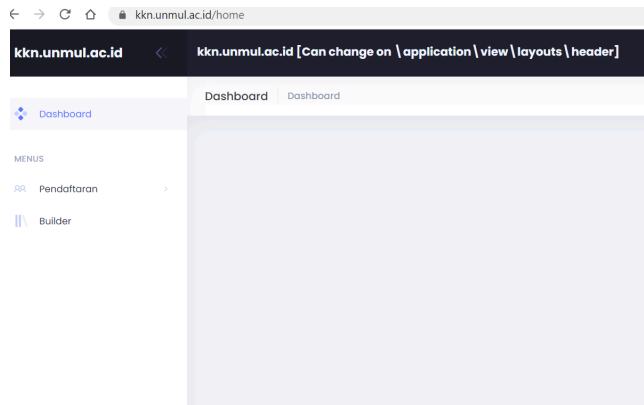 kkn.unmul.ac.id/home
kkn.unmul.ac.id
kkn.unmul.ac.id [Can change on \application\view\layouts\header]
Dashboard Dashboard
Dashboard
MENUS
Pendaftaran
Builder